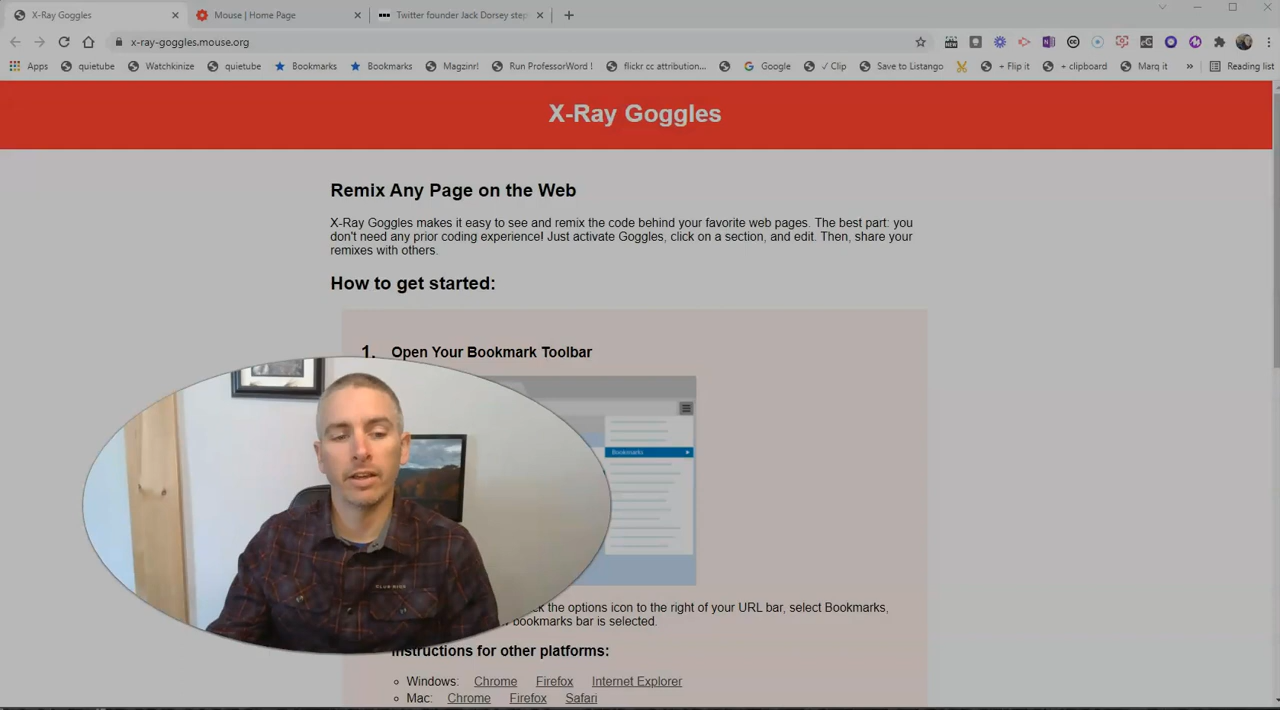 X-Ray Goggles
Mouse | Home Page
Twitter founder Jack Dorsey step
x-ray-goggles.mouse.org
Apps
quietube
Watchkinize
quietube
Bookmarks
Bookmarks
Magzinr!
Run ProfessorWord !
flickr cc attribution...
Google
√ Clip
Save to Listango
+ Flip it
+ clipboard
Marq it
»
Reading list
X-Ray Goggles
Remix Any Page on the Web
X-Ray Goggles makes it easy to see and remix the code behind your favorite web pages. The best part: you
don't need any prior coding experience! Just activate Goggles, click on a section, and edit. Then, share your
remixes with others.
How to get started:
1. Open Your Bookmark Toolbar
Bookmarks
the options icon to the right of your URL bar, select Bookmarks,
bookmarks bar is selected.
Instructions for other platforms:
Windows: Chrome Firefox Internet Explorer
Mac: Chrome Firefox Safari